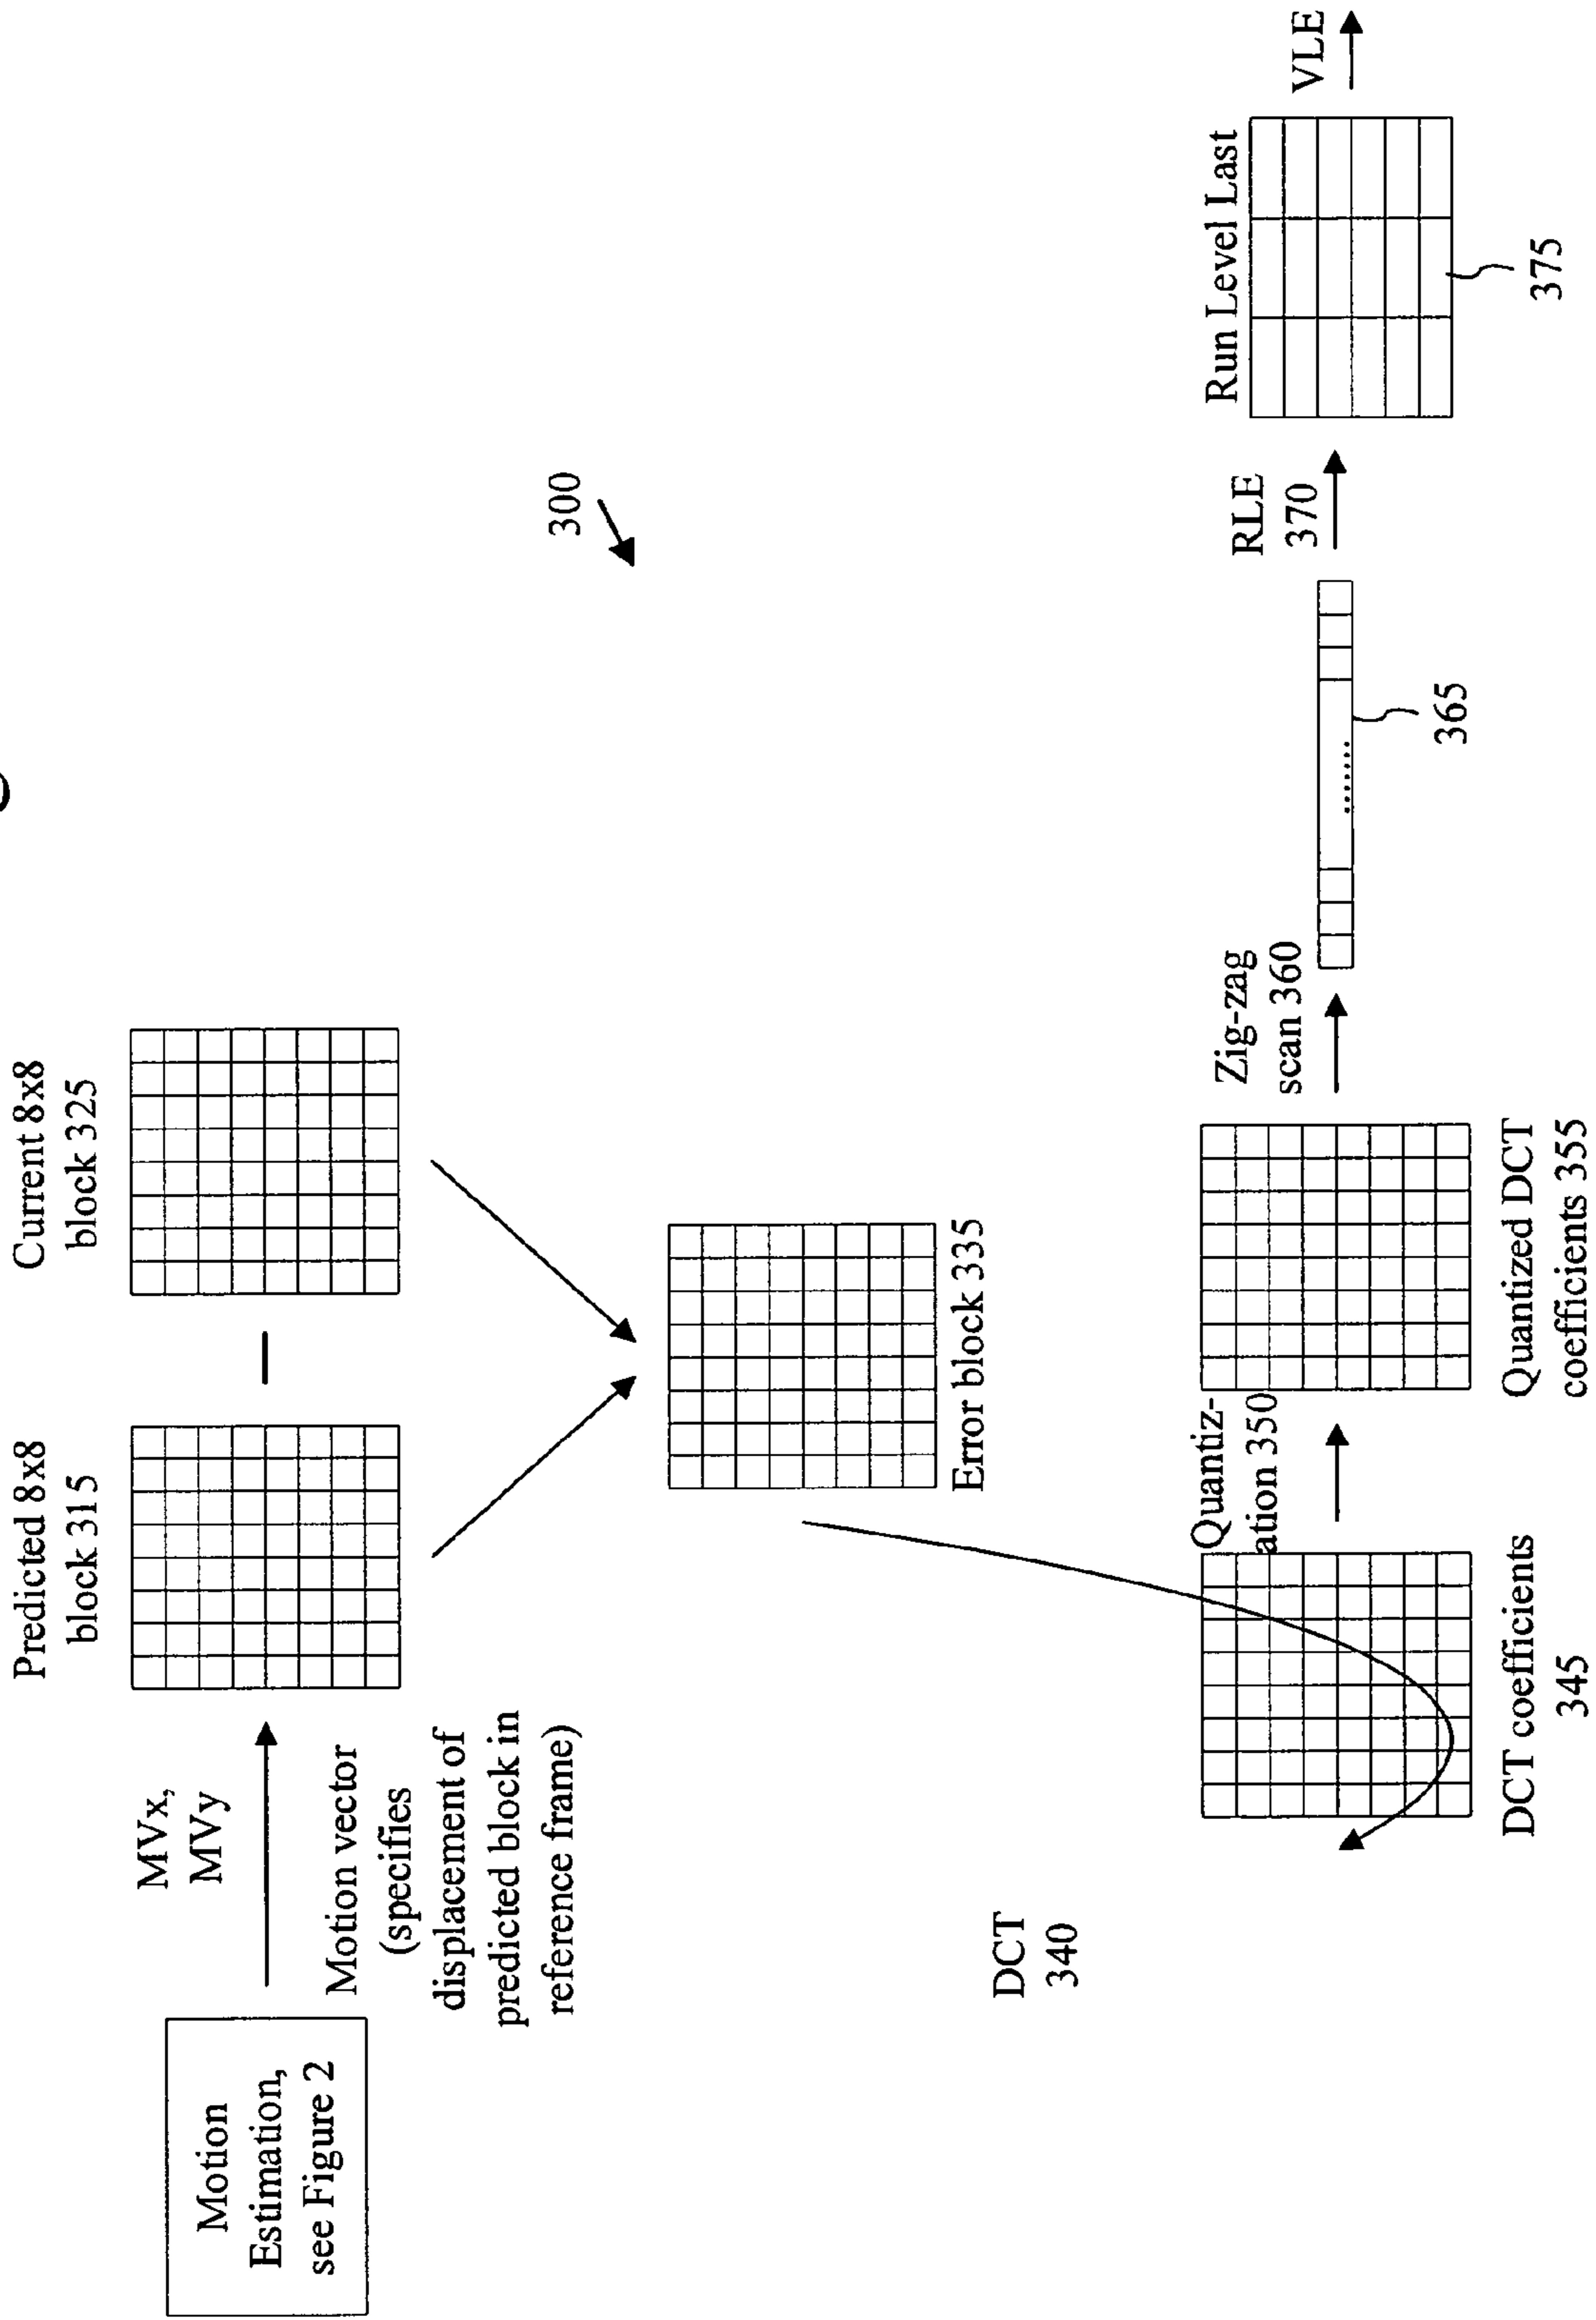 Motion
Estimation,
see Figure 2
MVx,
MVy
Motion vector
(specifies
displacement of
predicted block in
reference frame)
Predicted 8x8
block 315
Current 8x8
block 325
Error block 335
300
DCT
340
DCT coefficients
345
Quantiz-
ation 350
Quantized DCT
coefficients 355
Zig-zag
scan 360
.......
365
RLE
370
Run Level Last
375
VLE